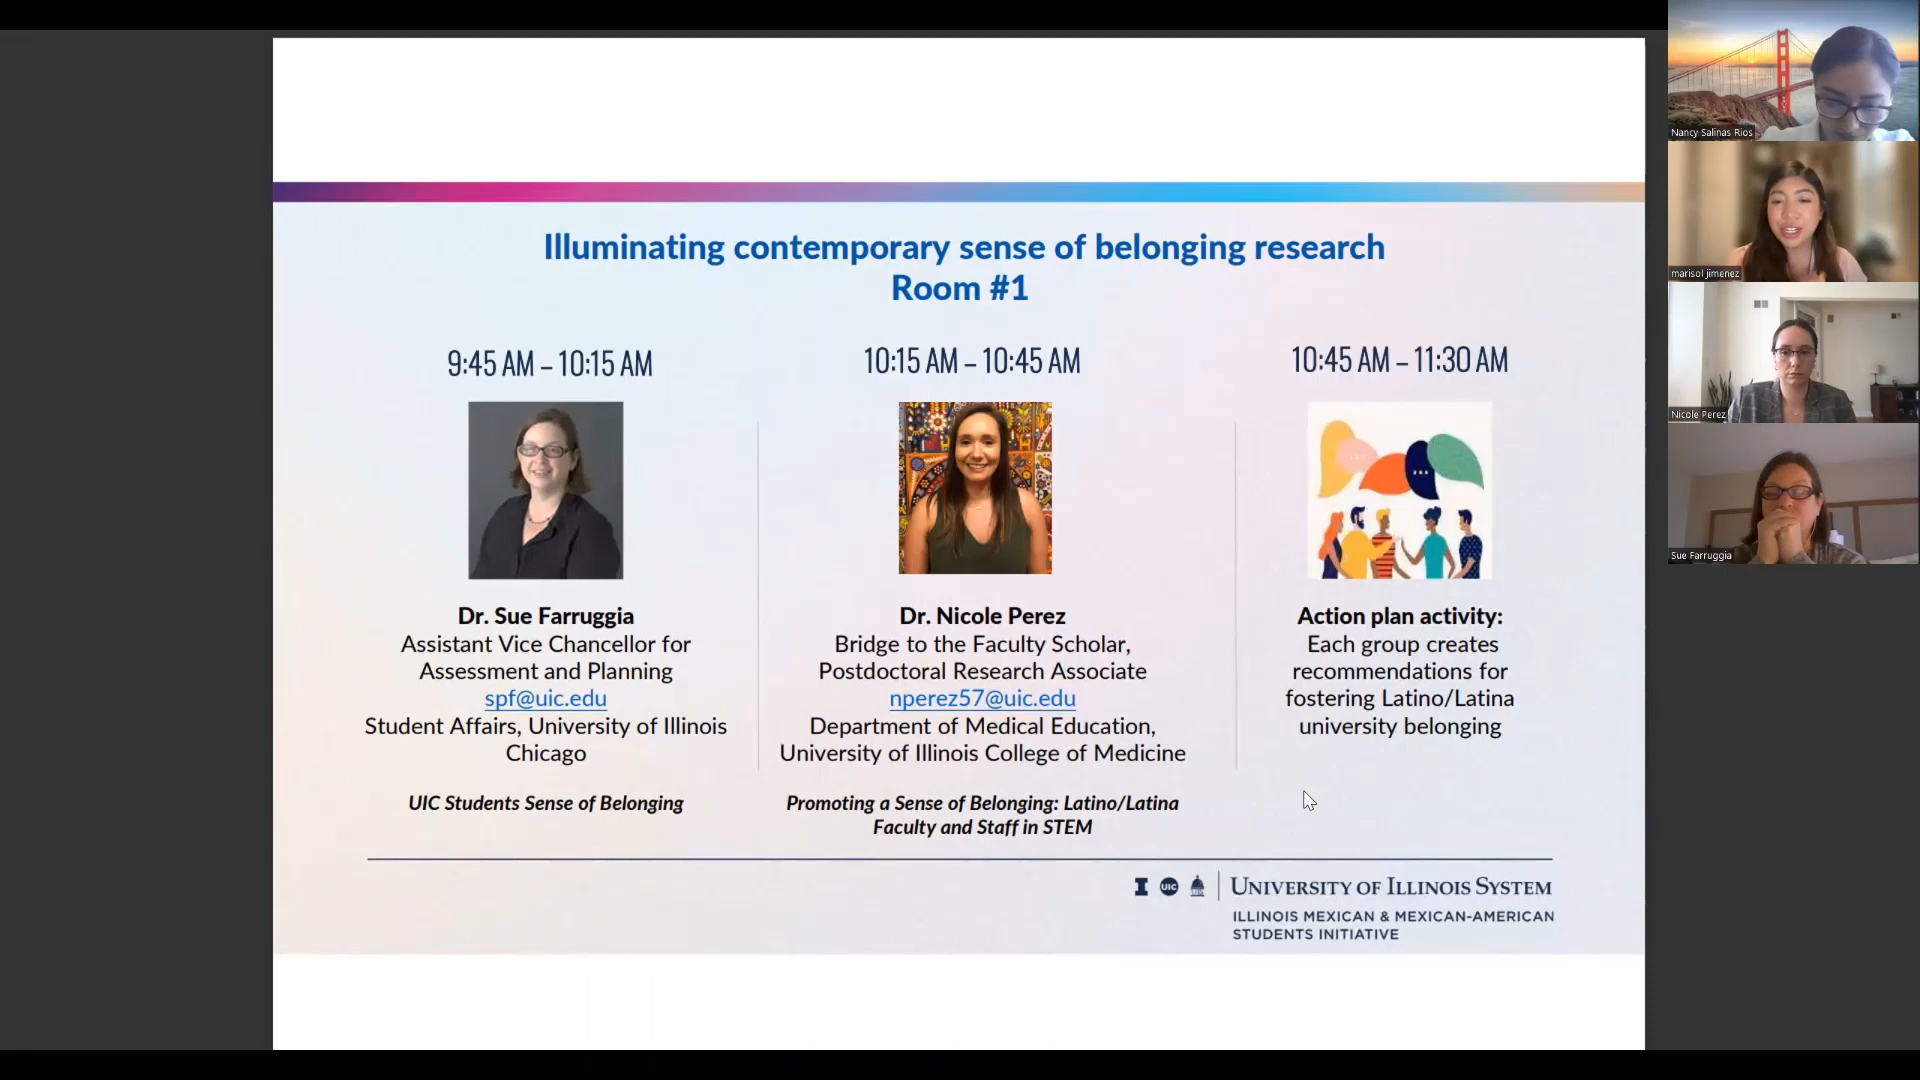 Illuminating contemporary sense of belonging research
Room #1
9:45 AM – 10:15 AM
Dr. Sue Farruggia
Assistant Vice Chancellor for
Assessment and Planning
spf@uic.edu
Student Affairs, University of Illinois
Chicago
UIC Students Sense of Belonging
10:15 AM – 10:45 AM
Dr. Nicole Perez
Bridge to the Faculty Scholar,
Postdoctoral Research Associate
nperez57@uic.edu
Department of Medical Education,
University of Illinois College of Medicine
Promoting a Sense of Belonging: Latino/Latina
Faculty and Staff in STEM
10:45 AM – 11:30 AM
Action plan activity:
Each group creates
recommendations for
fostering Latino/Latina
university belonging
I UIC UIS UNIVERSITY OF ILLINOIS SYSTEM
ILLINOIS MEXICAN & MEXICAN-AMERICAN
STUDENTS INITIATIVE
Nancy Salinas Rios
marisol jimenez
Nicole Perez
Sue Farruggia